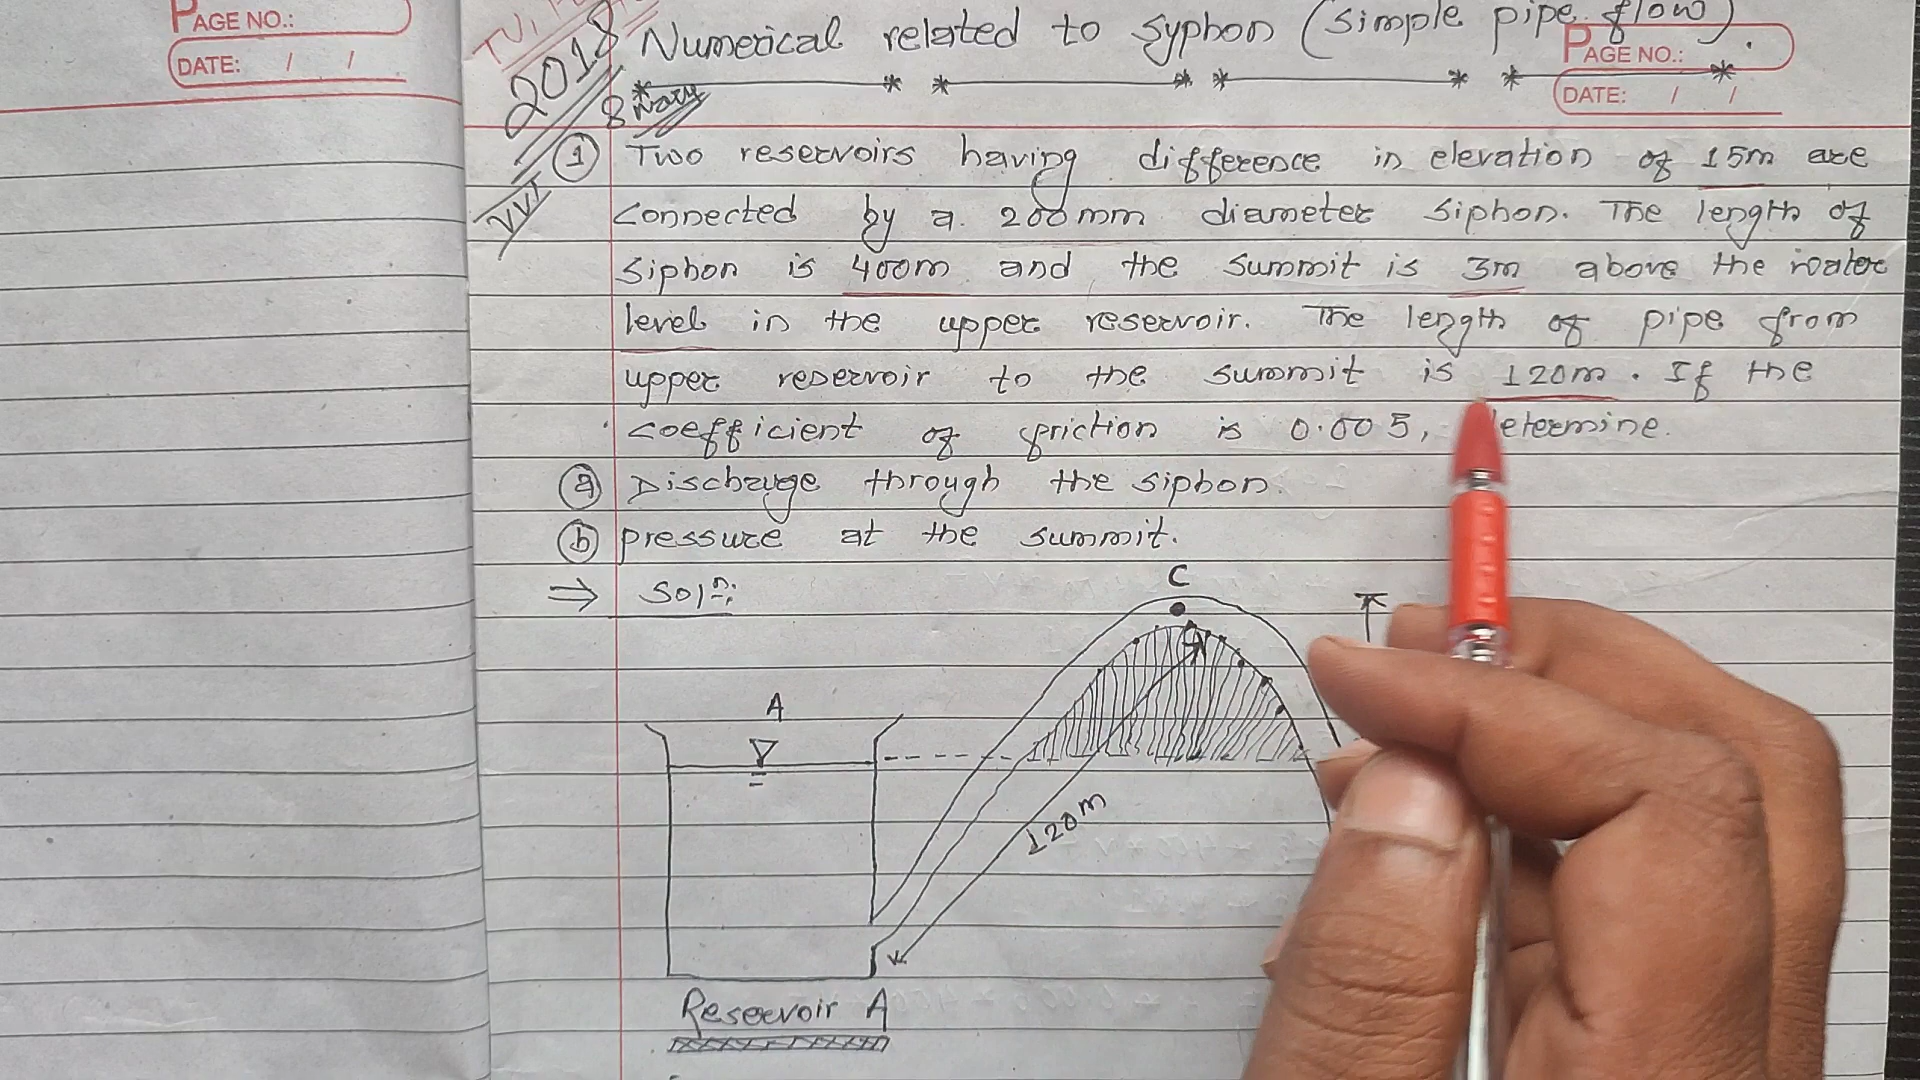 PAGE NO.:
DATE: / /
2018
Numerical related to Syphon (simple pipe flow).
PAGE NO.:
DATE: / /
8 Marks
VVI
① Two reservoirs having difference in elevation of 15m are
connected by a 200mm diameter siphon. The length of
siphon is 400m and the summit is 3m above the water
level in the upper reservoir. The length of pipe from
upper reservoir to the summit is 120m. If the
coefficient of friction is 0.005, etermine.
ⓐ Discharge through the siphon.
ⓑ pressure at the summit.
⇒ Solⁿ:
C
A
120m
Reservoir A